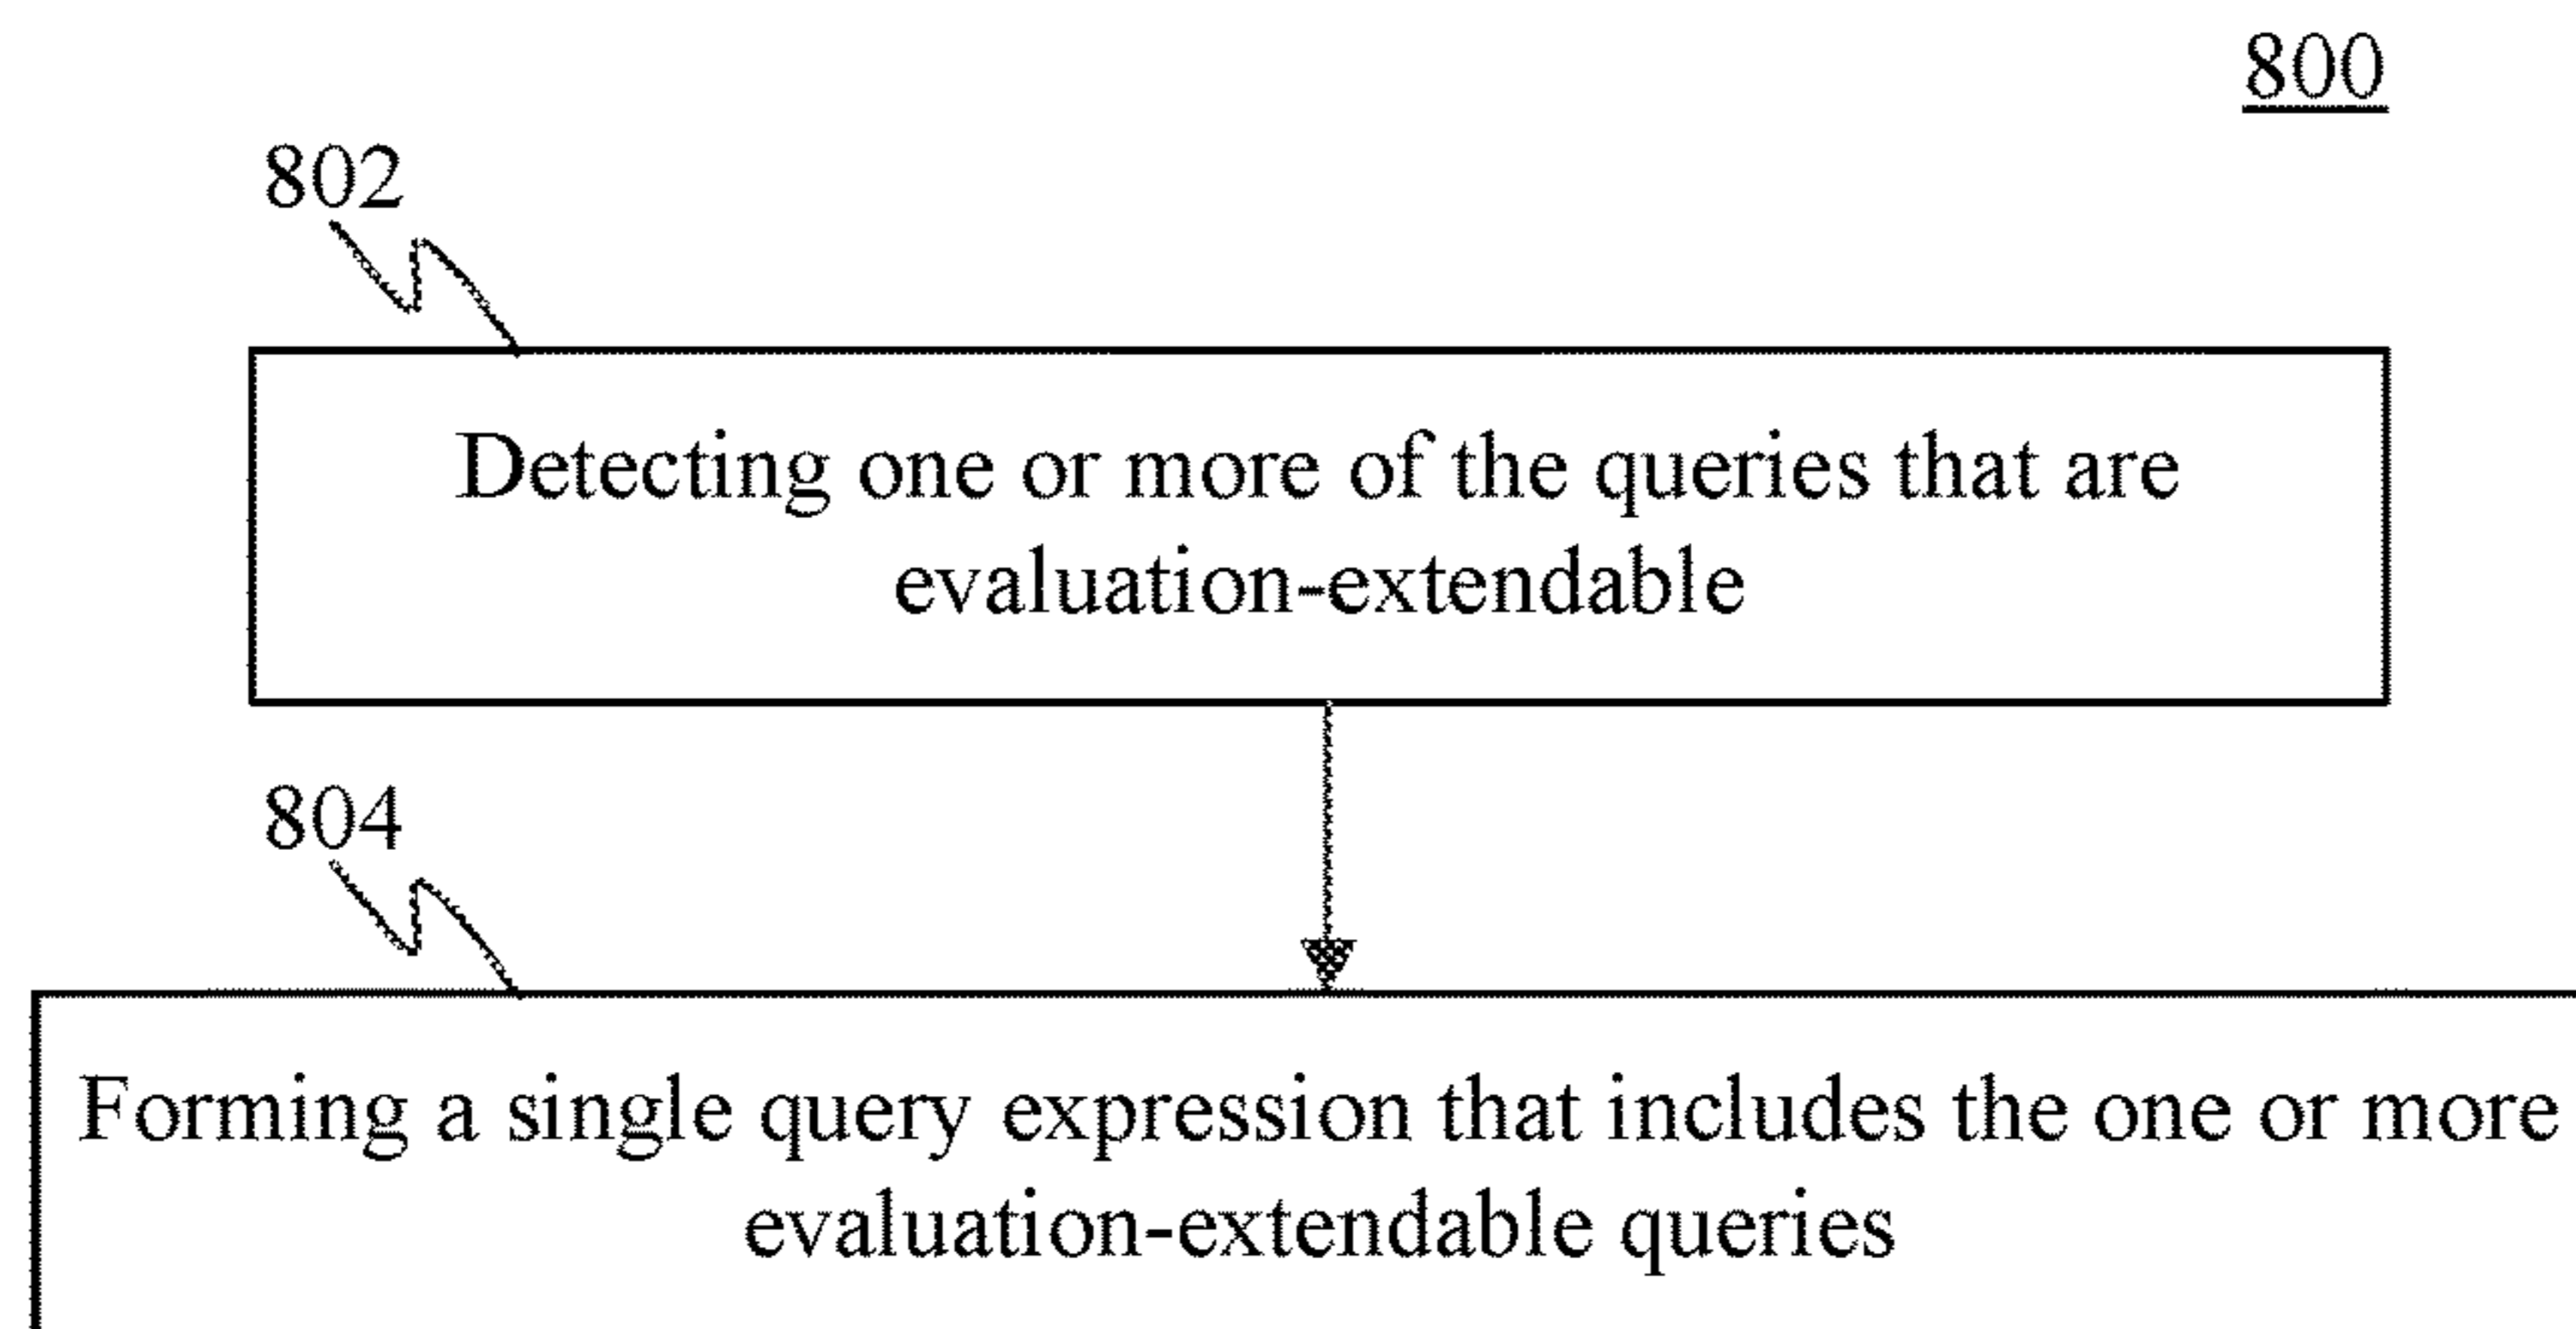 800
802
Detecting one or more of the queries that are
evaluation-extendable
804
Forming a single query expression that includes the one or more
evaluation-extendable queries